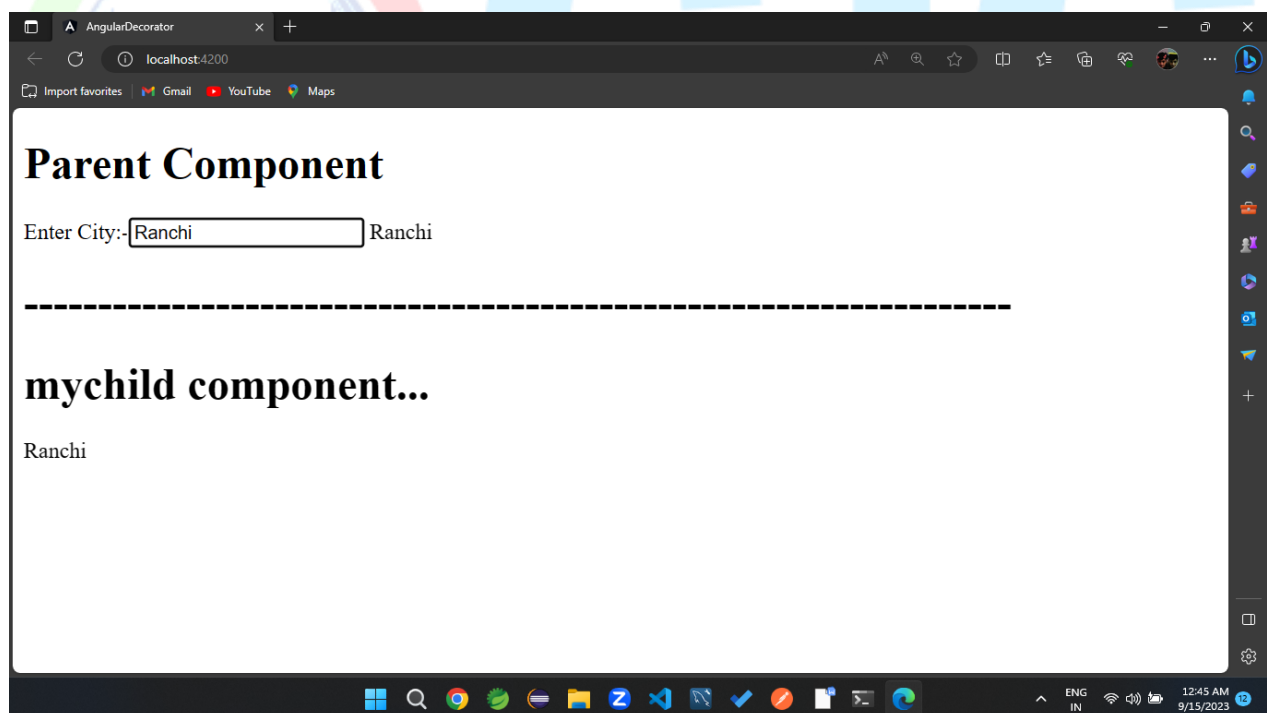 AngularDecorator
localhost:4200
Import favorites
Gmail
YouTube
Maps
Parent Component
Enter City:-Ranchi Ranchi
-------------------------------------------------------------------
mychild component...
Ranchi
ENG
IN
12:45 AM
9/15/2023
12